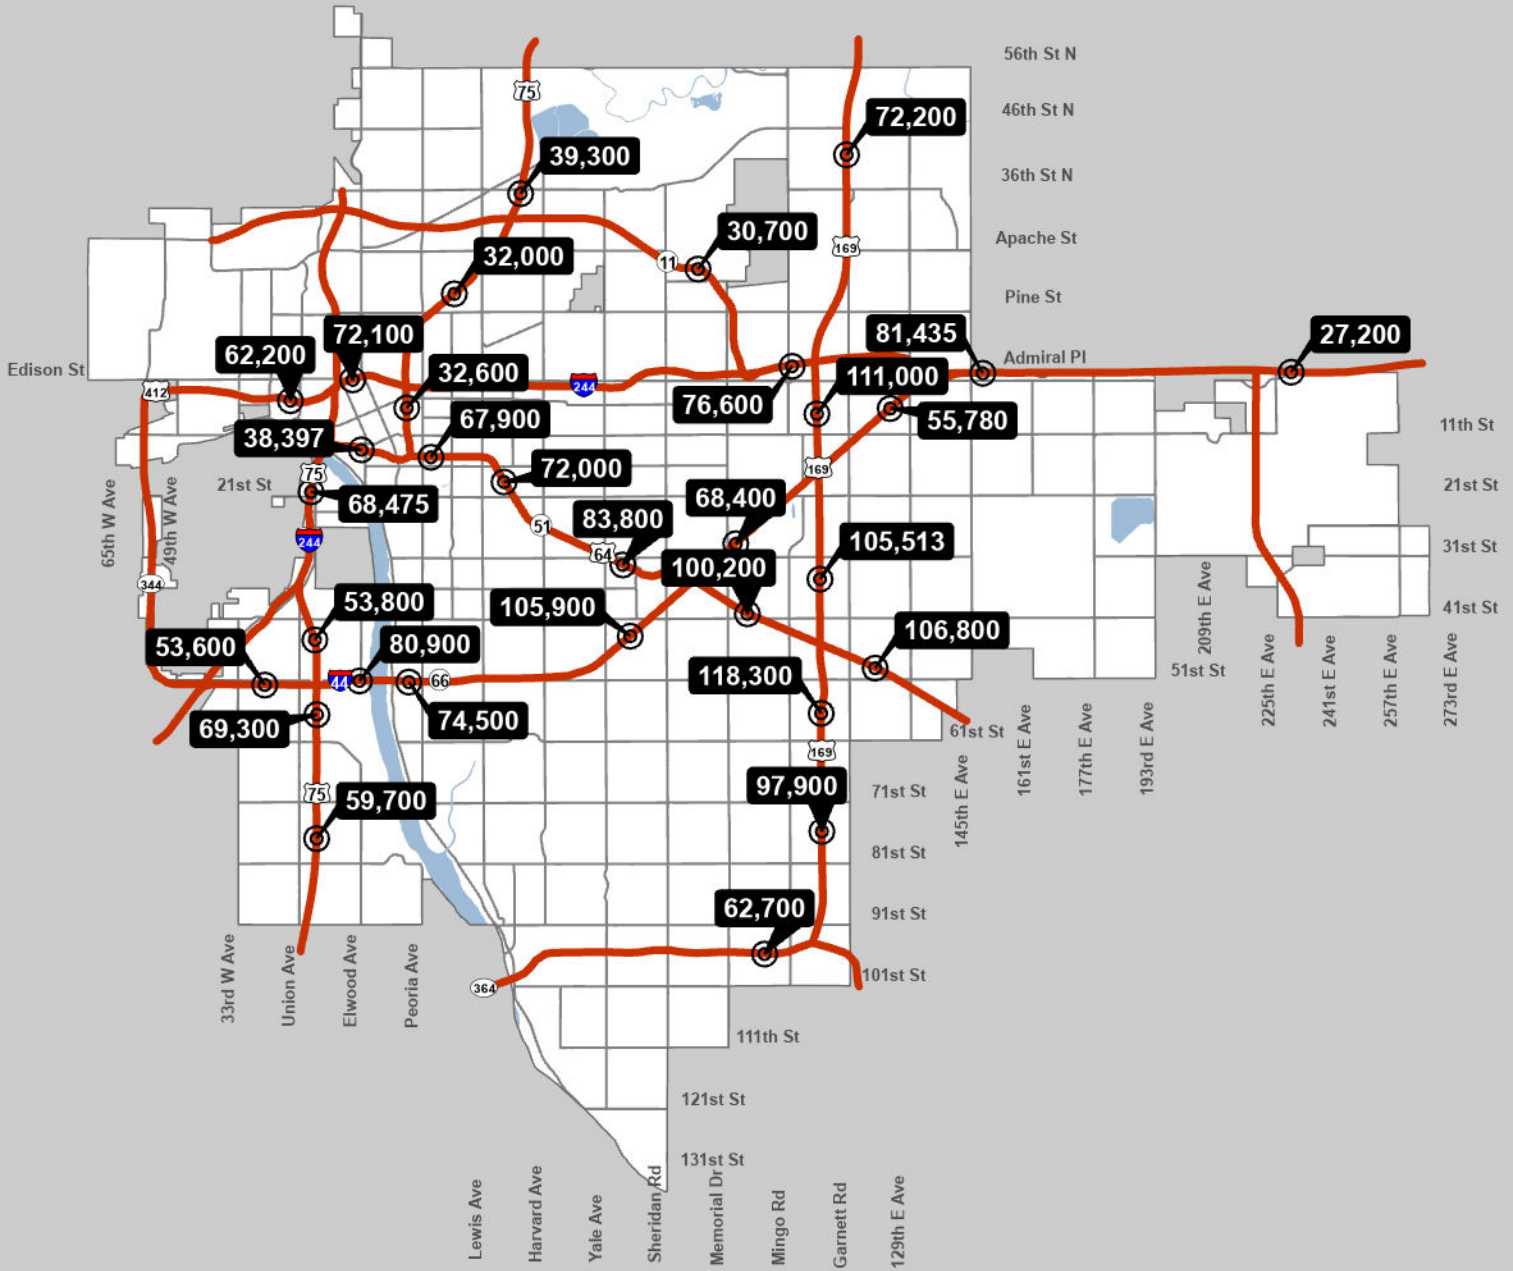 56th St N
75
46th St N
72,200
39,300
36th St N
30,700
Apache St
169
32,000
11
Pine St
72,100
81,435
27,200
62,200
Admiral Pl
Edison St
32,600
111,000
244
412
76,600
67,900
55,780
11th St
38,397
72,000
169
75
21st St
21st St
68,400
68,475
83,800
51
65th W Ave
49th W Ave
244
105,513
31st St
64
100,200
344
53,800
105,900
209th E Ave
41st St
106,800
53,600
80,900
51st St
118,300
44
66
225th E Ave
241st E Ave
257th E Ave
273rd E Ave
69,300
74,500
61st St
161st E Ave
177th E Ave
193rd E Ave
169
97,900
71st St
75
59,700
145th E Ave
81st St
62,700
91st St
33rd W Ave
Union Ave
Elwood Ave
Peoria Ave
101st St
364
111th St
121st St
131st St
Lewis Ave
Harvard Ave
Yale Ave
Sheridan Rd
Memorial Dr
Mingo Rd
Garnett Rd
129th E Ave